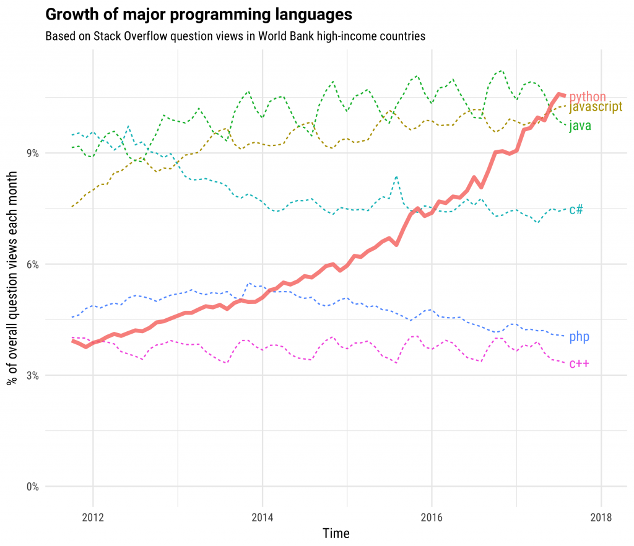 Growth of major programming languages
Based on Stack Overflow question views in World Bank high-income countries
% of overall question views each month
9%
6%
3%
0%
python
javascript
java
c#
php
c++
2012
2014
2016
2018
Time